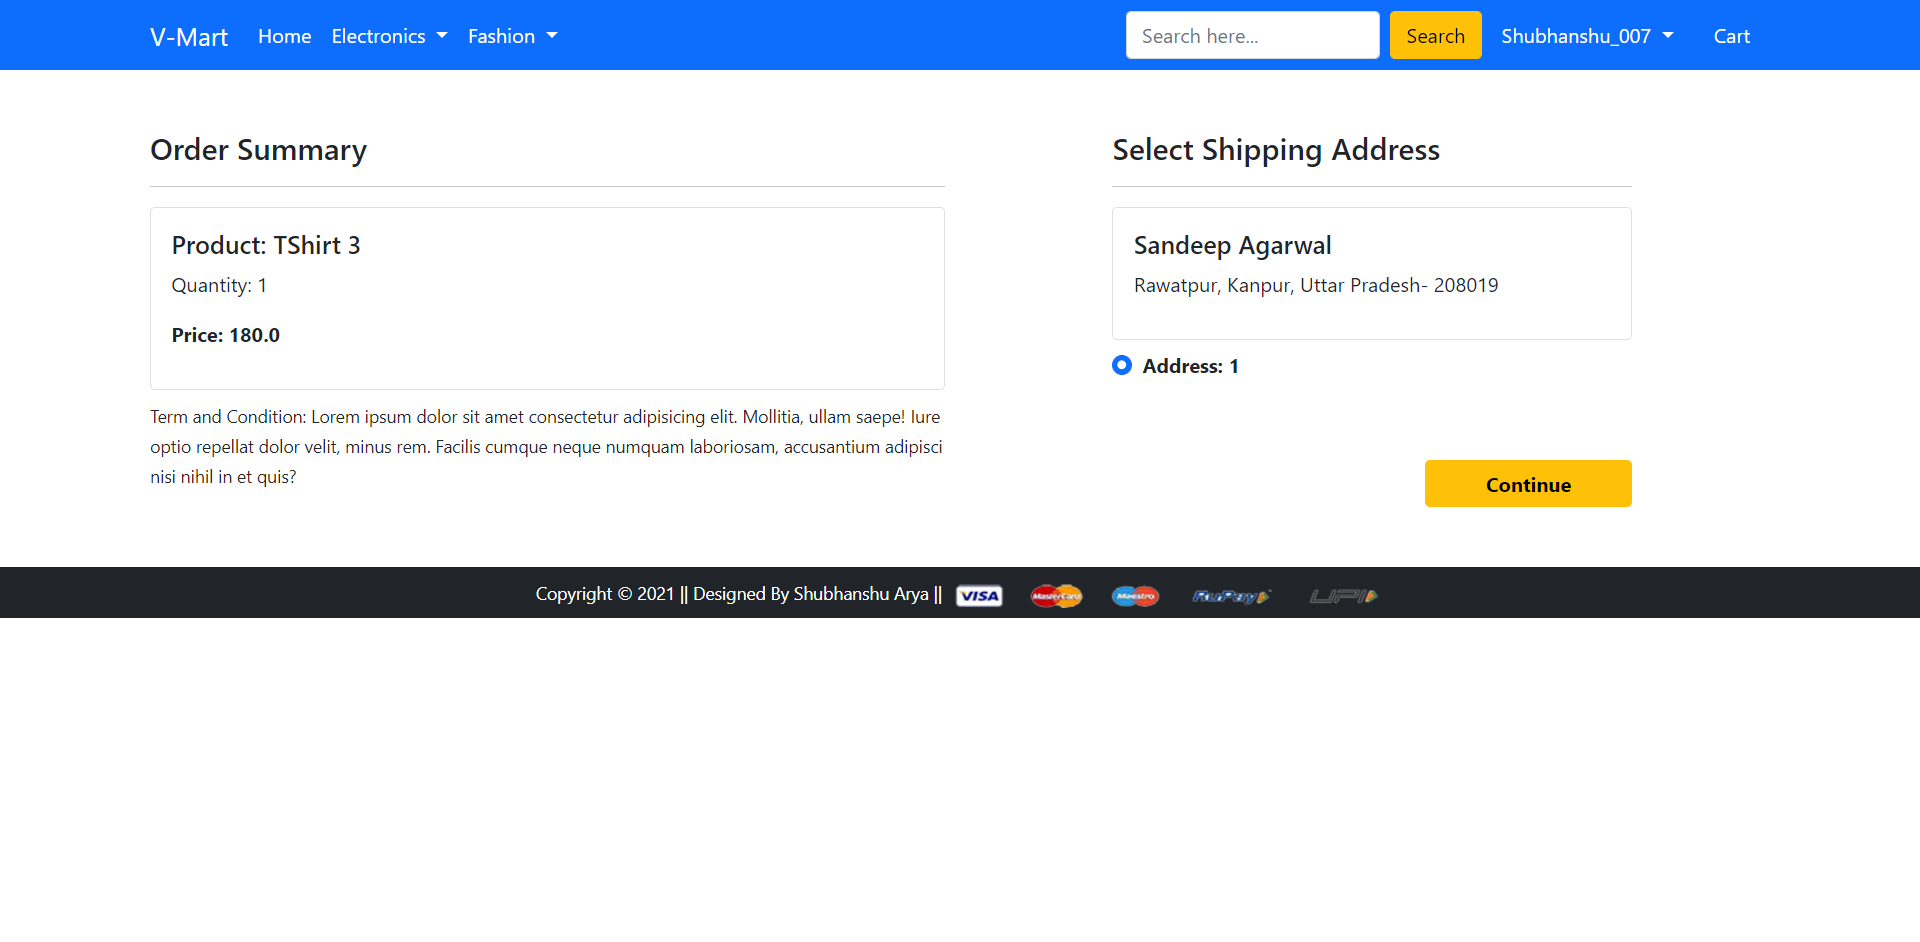 V-Mart Home Electronics Fashion Search here... Search Shubhanshu_007 Cart
Order Summary
Product: TShirt 3
Quantity: 1
Price: 180.0
Term and Condition: Lorem ipsum dolor sit amet consectetur adipisicing elit. Mollitia, ullam saepe! Iure
optio repellat dolor velit, minus rem. Facilis cumque neque numquam laboriosam, accusantium adipisci
nisi nihil in et quis?
Select Shipping Address
Sandeep Agarwal
Rawatpur, Kanpur, Uttar Pradesh- 208019
Address: 1
Continue
Copyright © 2021 || Designed By Shubhanshu Arya || VISA MasterCard Maestro RuPay UPI